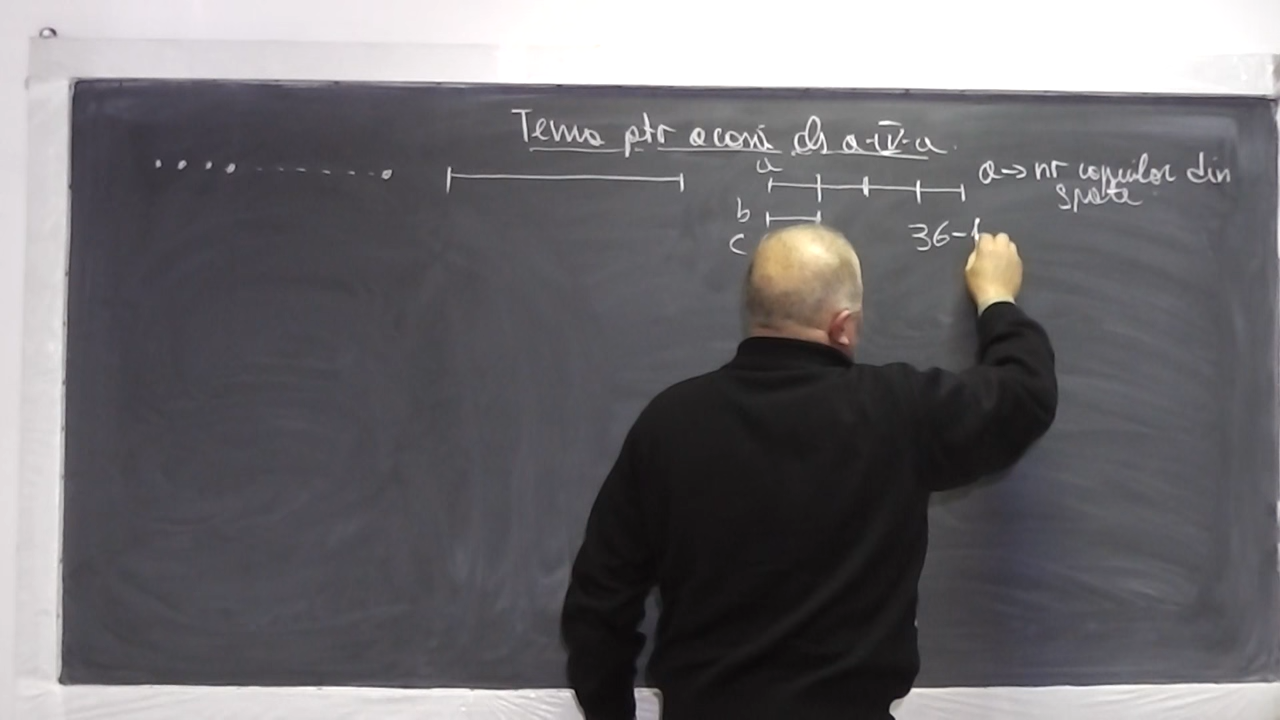 Tema ptr acasă cls a-IV-a.
a
a → nr copiilor din
spate
b
c
36-1